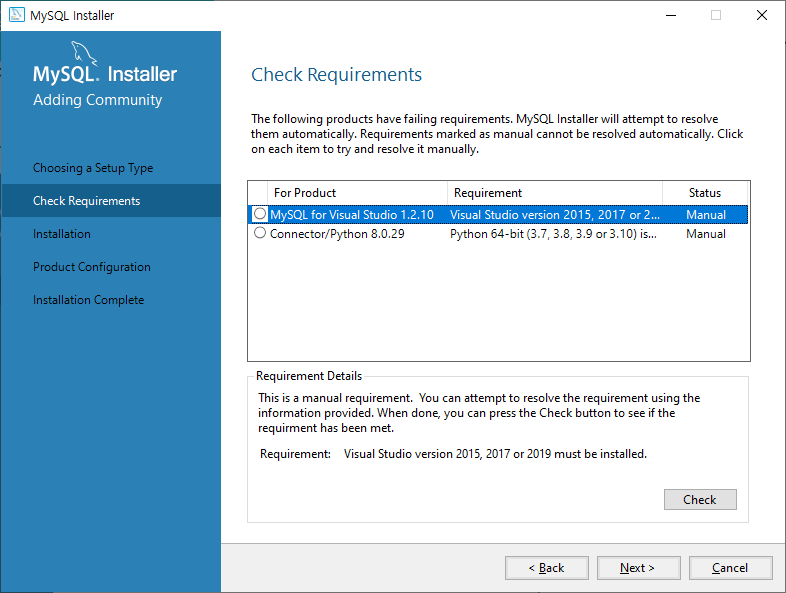 MySQL Installer
MySQL. Installer
Adding Community
Choosing a Setup Type
Check Requirements
Installation
Product Configuration
Installation Complete
Check Requirements
The following products have failing requirements. MySQL Installer will attempt to resolve
them automatically. Requirements marked as manual cannot be resolved automatically. Click
on each item to try and resolve it manually.
For Product Requirement Status
MySQL for Visual Studio 1.2.10 Visual Studio version 2015, 2017 or 2... Manual
Connector/Python 8.0.29 Python 64-bit (3.7, 3.8, 3.9 or 3.10) is... Manual
Requirement Details
This is a manual requirement. You can attempt to resolve the requirement using the
information provided. When done, you can press the Check button to see if the
requirment has been met.
Requirement: Visual Studio version 2015, 2017 or 2019 must be installed.
Check
< Back Next > Cancel